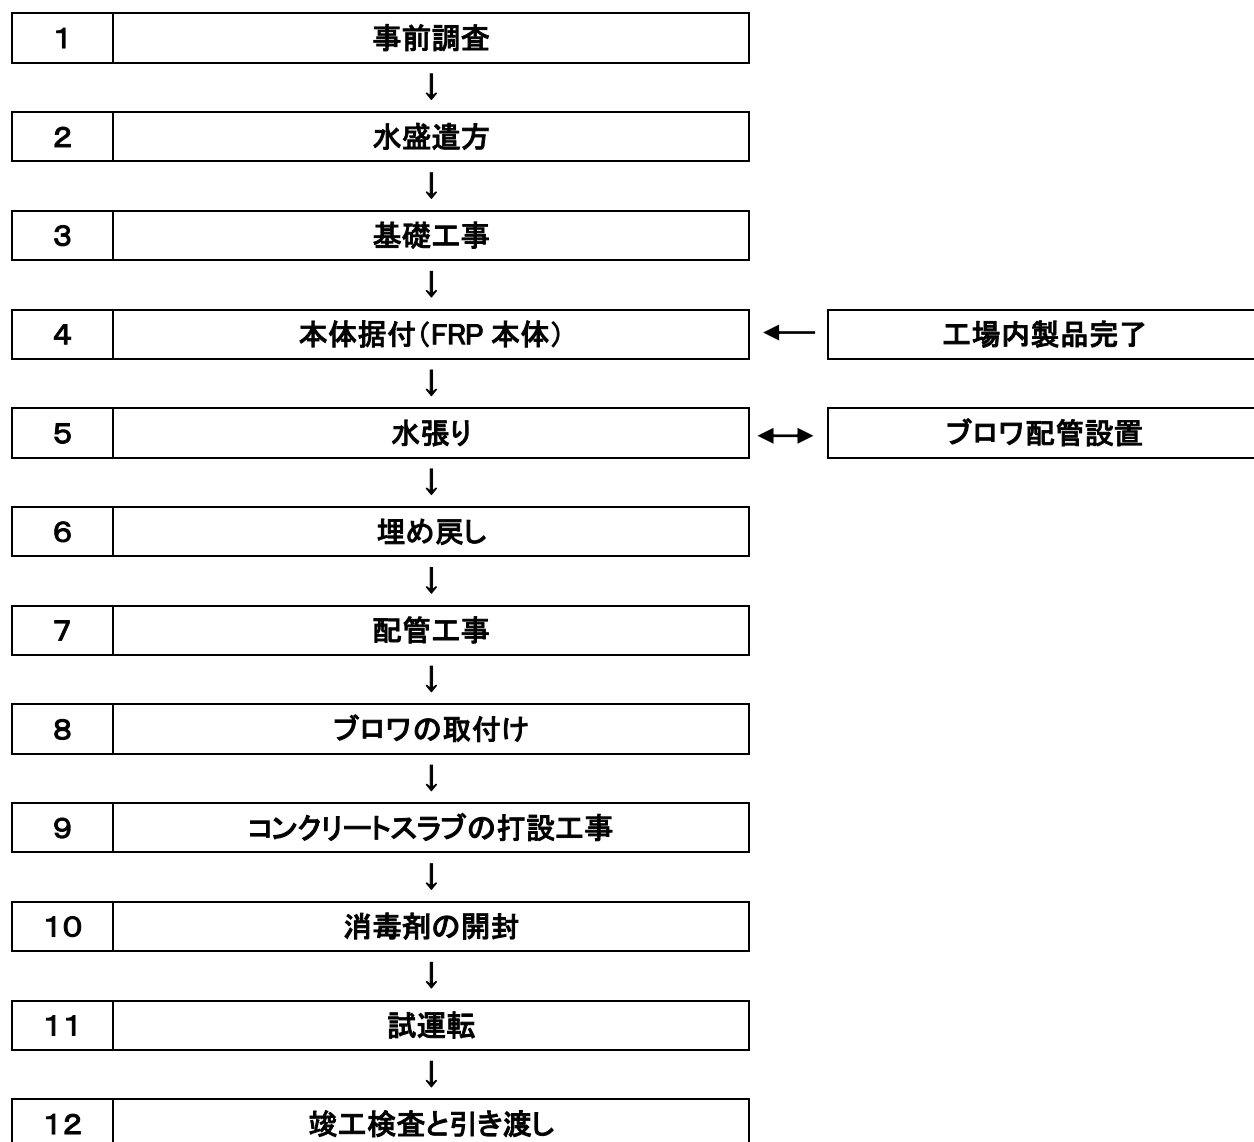 1 事前調査
↓
2 水盛遣方
↓
3 基礎工事
↓
4 本体据付(FRP 本体) ← 工場内製品完了
↓
5 水張り ↔ ブロワ配管設置
↓
6 埋め戻し
↓
7 配管工事
↓
8 ブロワの取付け
↓
9 コンクリートスラブの打設工事
↓
10 消毒剤の開封
↓
11 試運転
↓
12 竣工検査と引き渡し